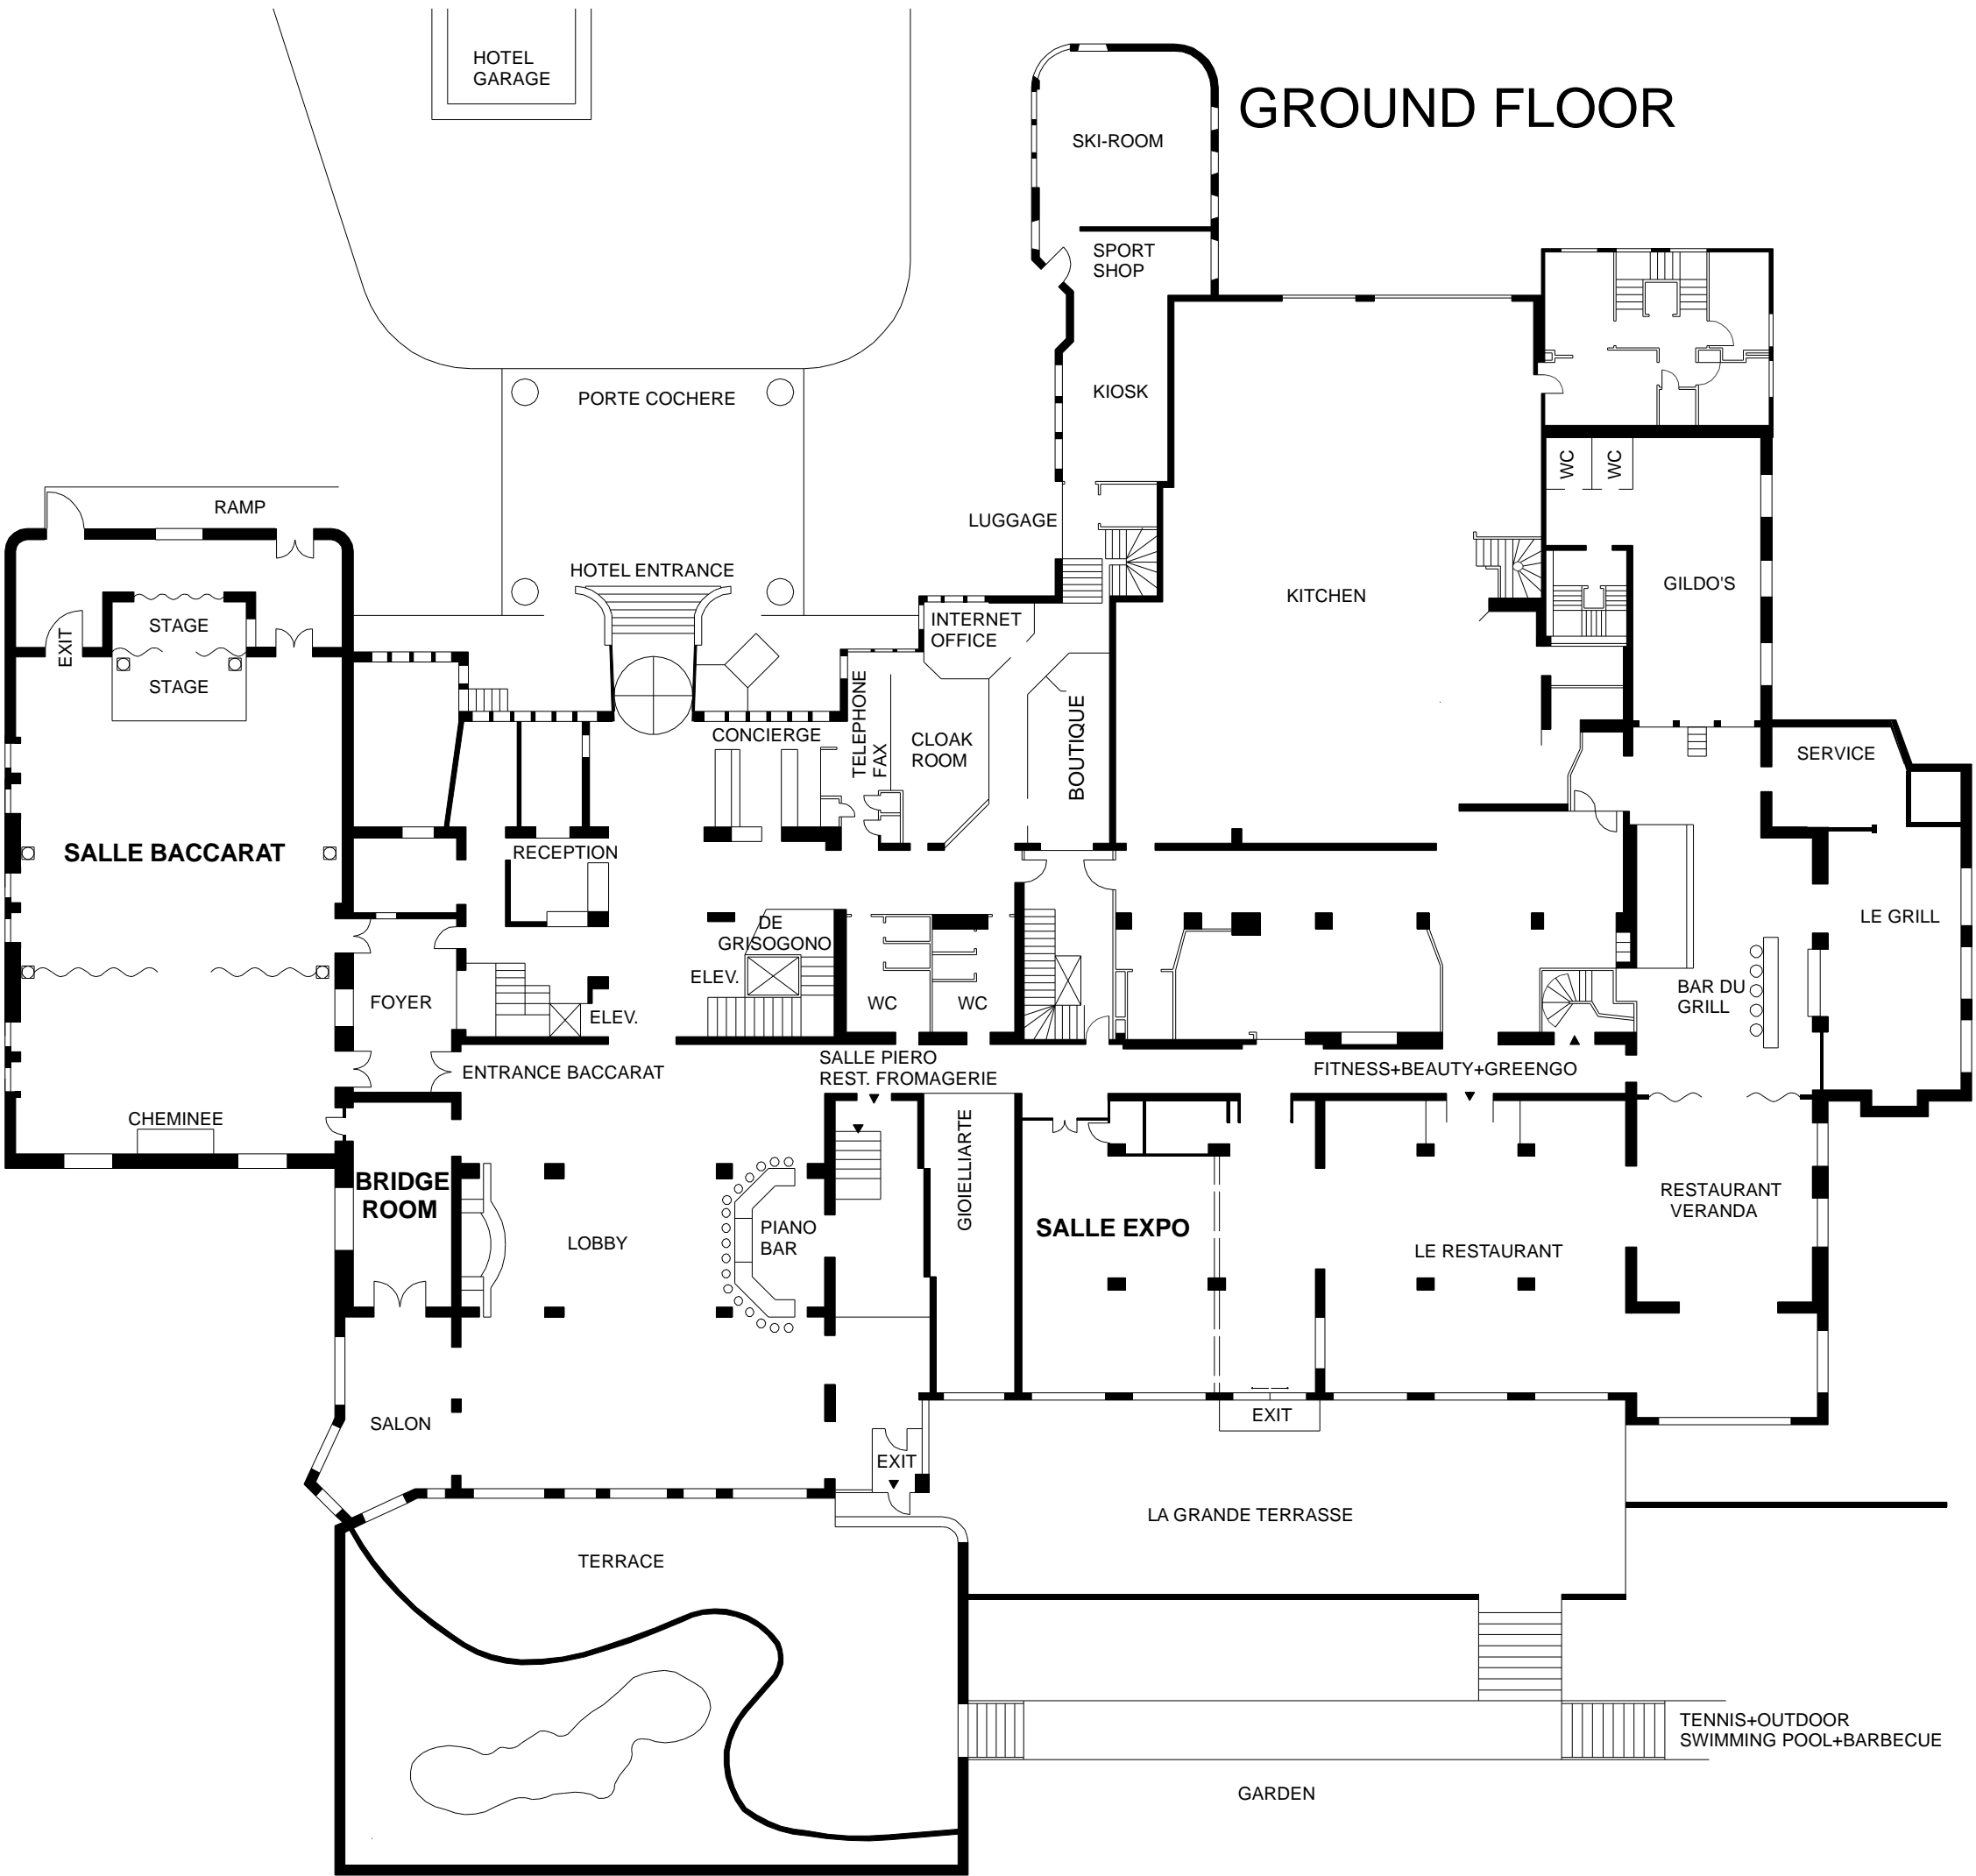 HOTEL
GARAGE
GROUND FLOOR
SKI-ROOM
SPORT
SHOP
KIOSK
PORTE COCHERE
WC
WC
RAMP
LUGGAGE
HOTEL ENTRANCE
GILDO'S
KITCHEN
STAGE
EXIT
STAGE
INTERNET
OFFICE
CONCIERGE
TELEPHONE
FAX
CLOAK
ROOM
BOUTIQUE
SERVICE
SALLE BACCARAT
RECEPTION
LE GRILL
DE
GRISOGONO
ELEV.
ELEV.
FOYER
WC
WC
BAR DU
GRILL
ENTRANCE BACCARAT
SALLE PIERO
REST. FROMAGERIE
FITNESS+BEAUTY+GREENGO
CHEMINEE
BRIDGE
ROOM
LOBBY
PIANO
BAR
GIOIELLIARTE
SALLE EXPO
LE RESTAURANT
RESTAURANT
VERANDA
SALON
EXIT
EXIT
LA GRANDE TERRASSE
TERRACE
TENNIS+OUTDOOR
SWIMMING POOL+BARBECUE
GARDEN